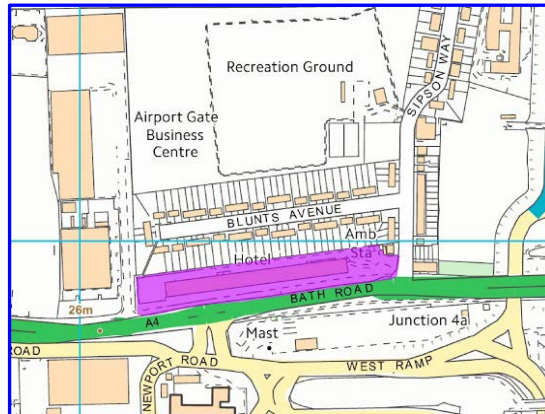 Recreation Ground
SIPSON WAY
Airport Gate
Business
Centre
BLUNTS AVENUE
Amb
Sta
Hotel
BATH ROAD
26m
A4
Mast
Junction 4a
ROAD
NEWPORT ROAD
WEST RAMP